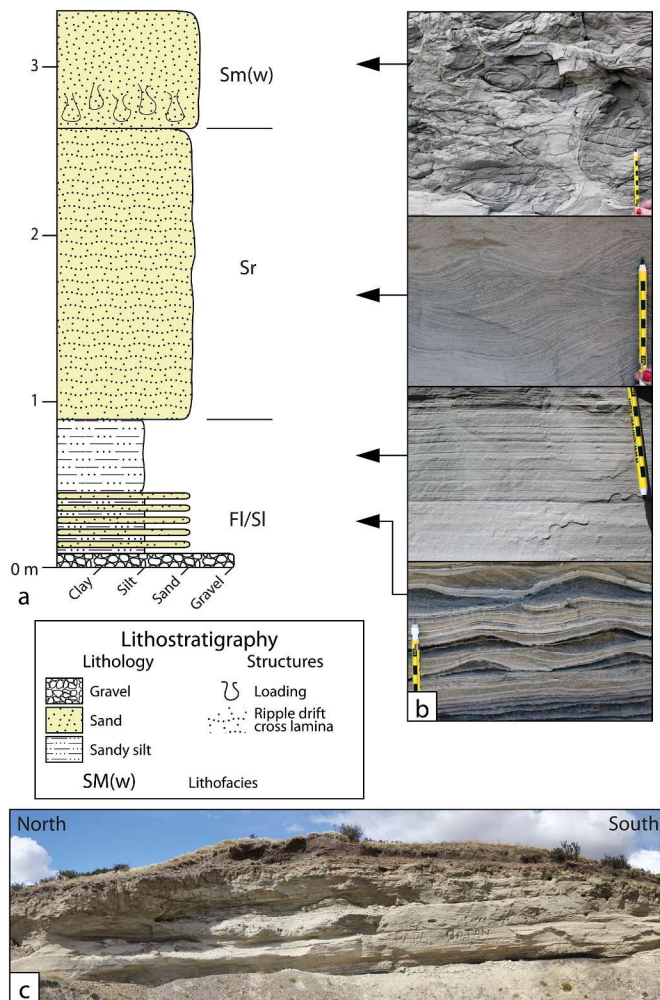 3
Sm(w)
2
Sr
1
Fl/Sl
0 m
Clay
Silt
Sand
Gravel
a
b
Lithostratigraphy
Lithology
Structures
Gravel
Loading
Sand
Ripple drift
cross lamina
Sandy silt
SM(w)
Lithofacies
North
South
c